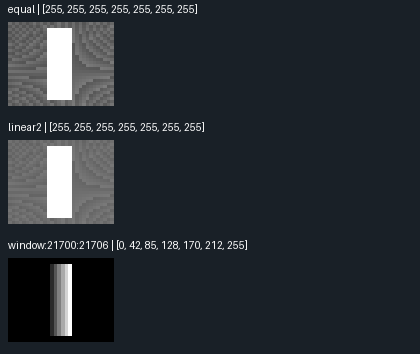 equal | [255, 255, 255, 255, 255, 255, 255]
linear2 | [255, 255, 255, 255, 255, 255, 255]
window:21700:21706 | [0, 42, 85, 128, 170, 212, 255]